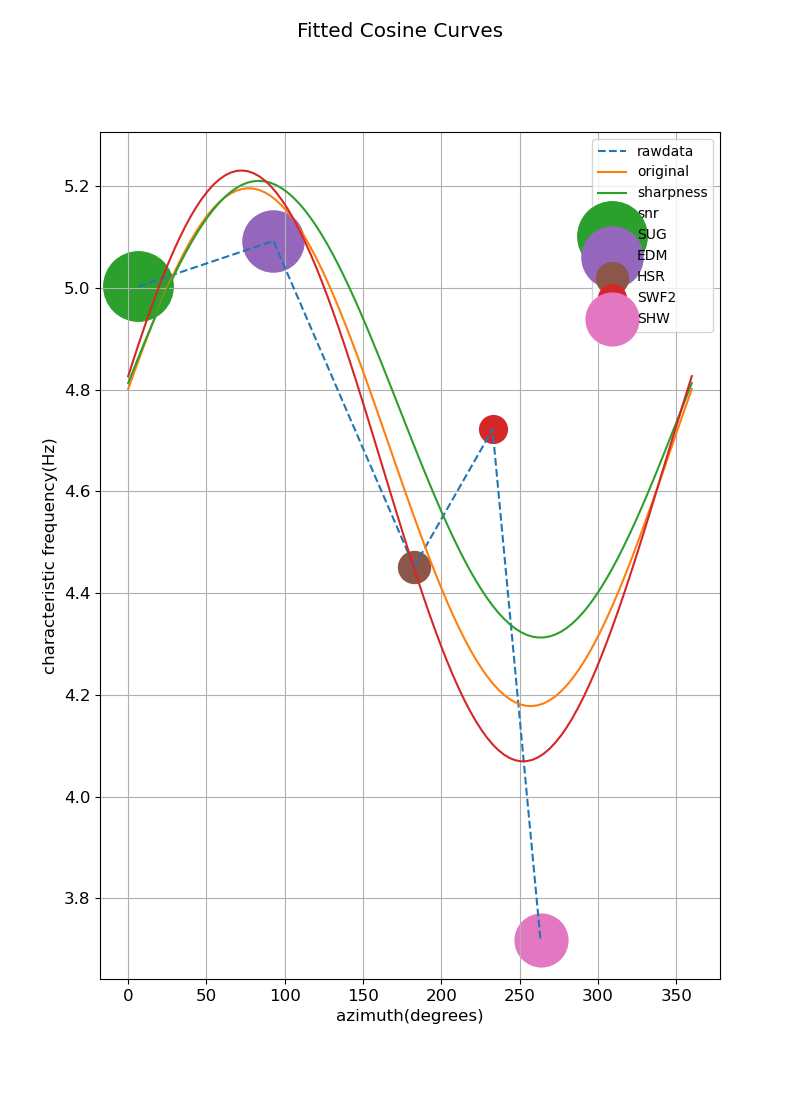 Fitted Cosine Curves
characteristic frequency(Hz)
5.2
5.0
4.8
4.6
4.4
4.2
4.0
3.8
rawdata
original
sharpness
snr
SUG
EDM
HSR
SWF2
SHW
0 50 100 150 200 250 300 350
azimuth(degrees)